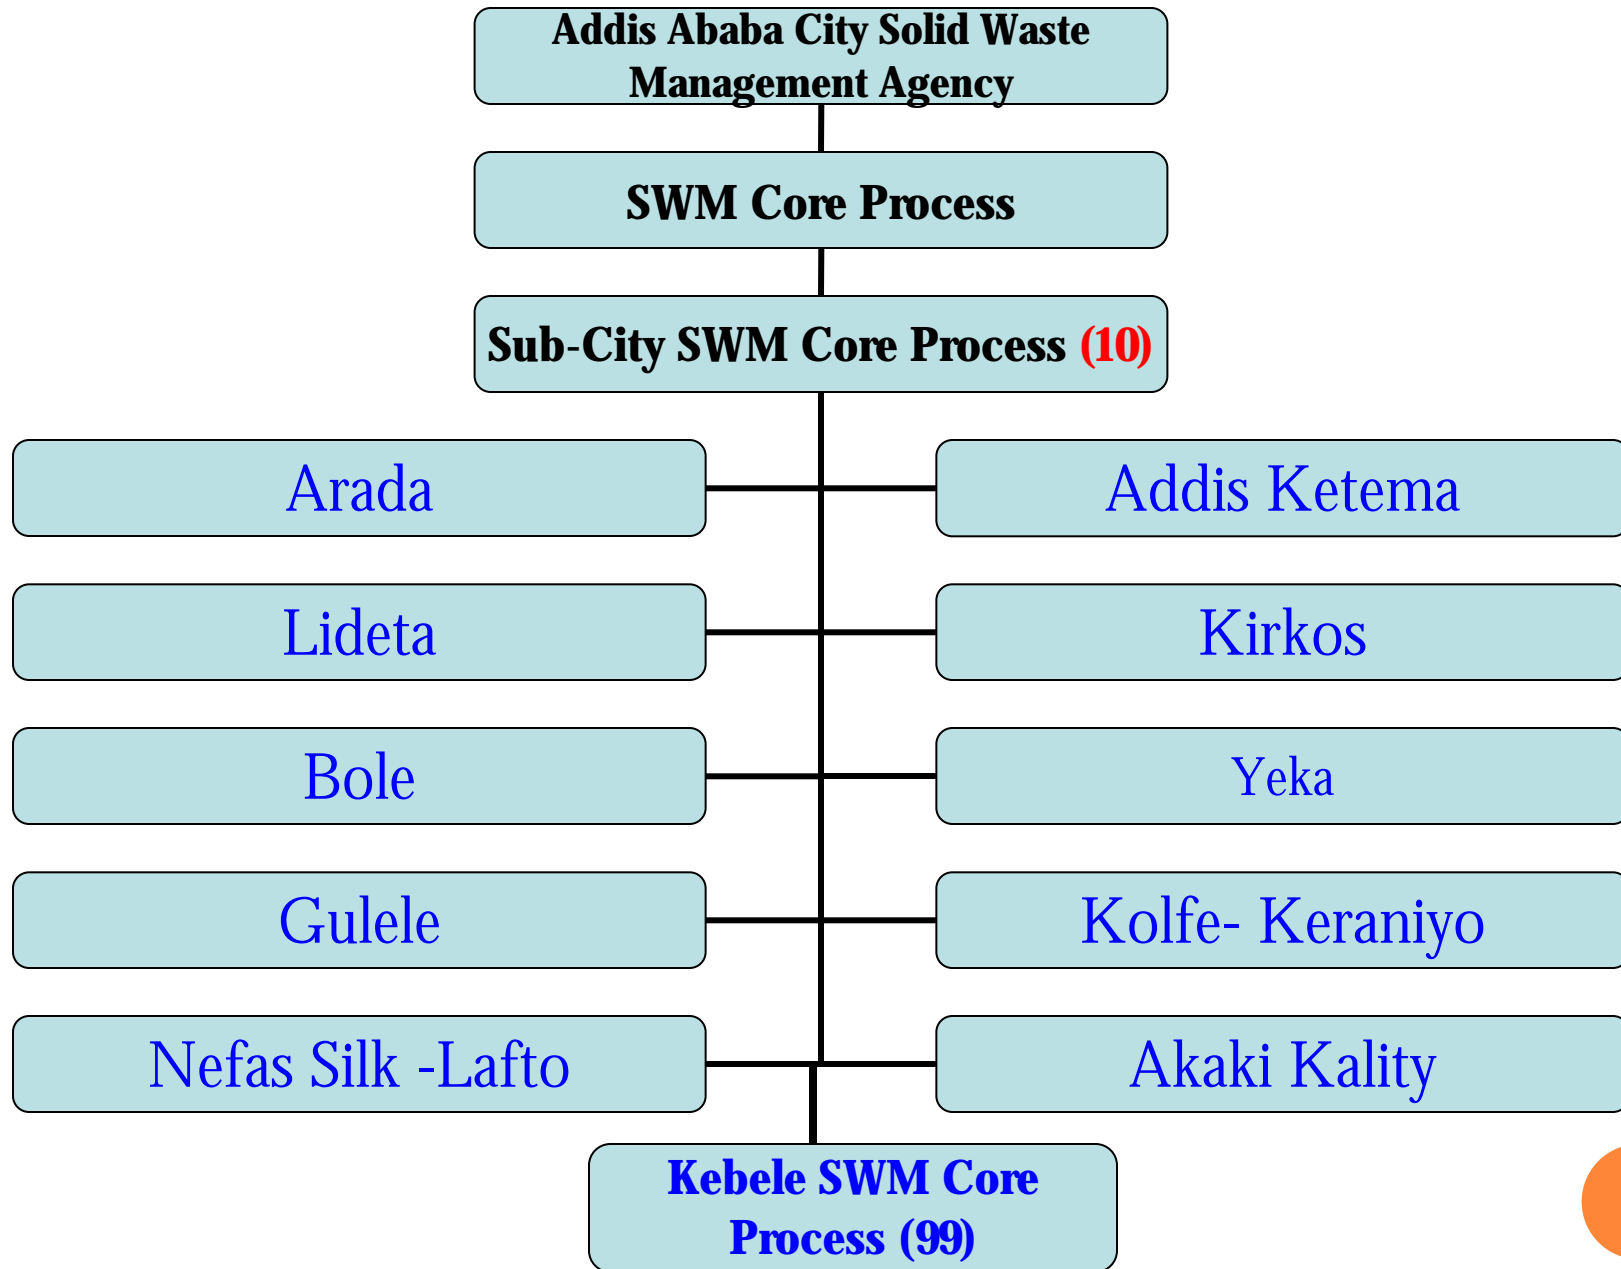 Addis Ababa City Solid Waste
Management Agency
SWM Core Process
Sub-City SWM Core Process (10)
Arada
Addis Ketema
Lideta
Kirkos
Bole
Yeka
Gulele
Kolfe- Keraniyo
Nefas Silk -Lafto
Akaki Kality
Kebele SWM Core
Process (99)